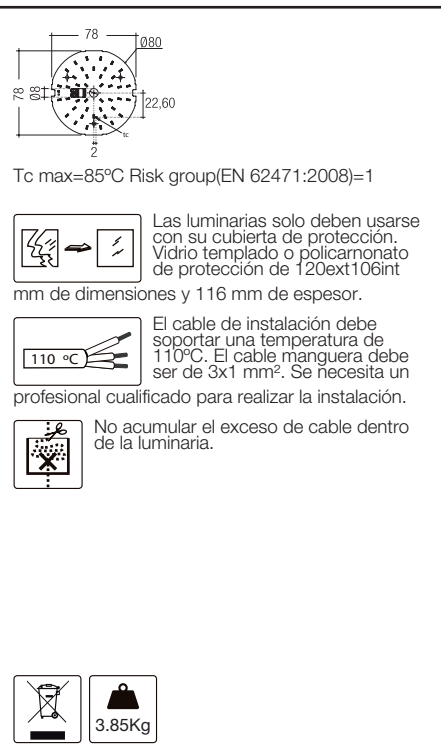 78
Ø80
78
Ø8
22,60
tc
2
Tc max=85ºC Risk group(EN 62471:2008)=1
Las luminarias solo deben usarse
con su cubierta de protección.
Vidrio templado o policarnonato
de protección de 120ext106int
mm de dimensiones y 116 mm de espesor.
110 ºC
El cable de instalación debe
soportar una temperatura de
110ºC. El cable manguera debe
ser de 3x1 mm². Se necesita un
profesional cualificado para realizar la instalación.
No acumular el exceso de cable dentro
de la luminaria.
3.85Kg